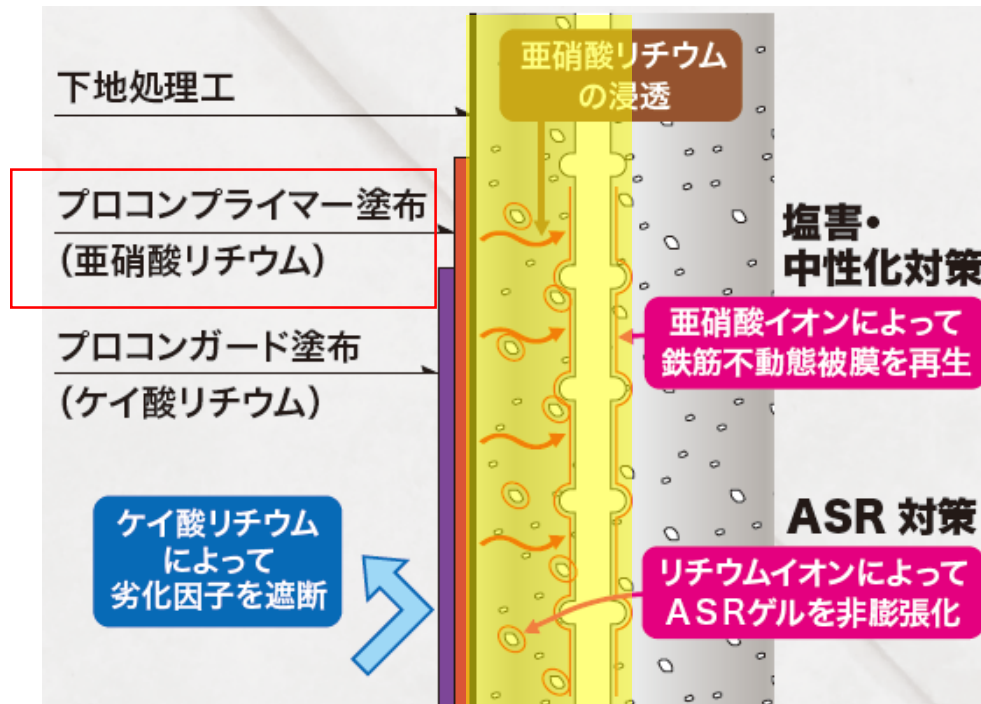 亜硝酸リチウム
の浸透
下地処理工
プロコンプライマー塗布
(亜硝酸リチウム)
塩害・
中性化対策
亜硝酸イオンによって
鉄筋不動態被膜を再生
プロコンガード塗布
(ケイ酸リチウム)
ケイ酸リチウム
によって
劣化因子を遮断
ASR 対策
リチウムイオンによって
ASRゲルを非膨張化